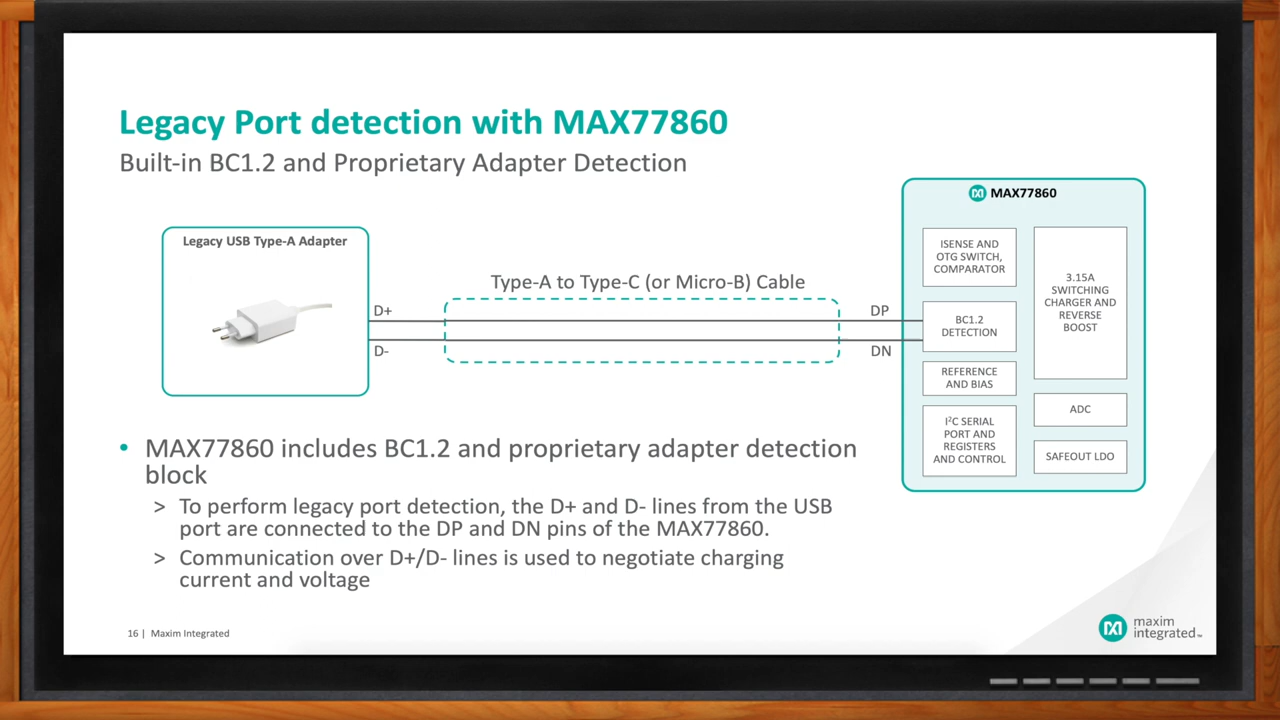 Legacy Port detection with MAX77860
Built-in BC1.2 and Proprietary Adapter Detection
MAX77860
Legacy USB Type-A Adapter
ISENSE AND
OTG SWITCH,
COMPARATOR
3.15A
SWITCHING
CHARGER AND
REVERSE
BOOST
Type-A to Type-C (or Micro-B) Cable
D+
DP
BC1.2
DETECTION
D-
DN
REFERENCE
AND BIAS
ADC
I²C SERIAL
PORT AND
REGISTERS
AND CONTROL
SAFEOUT LDO
• MAX77860 includes BC1.2 and proprietary adapter detection
block
> To perform legacy port detection, the D+ and D- lines from the USB
port are connected to the DP and DN pins of the MAX77860.
> Communication over D+/D- lines is used to negotiate charging
current and voltage
16 | Maxim Integrated
maxim
integrated™